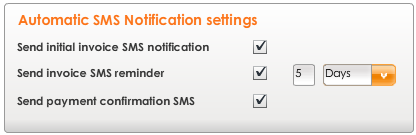 Automatic SMS Notification settings
Send initial invoice SMS notification
Send invoice SMS reminder 5 Days
Send payment confirmation SMS